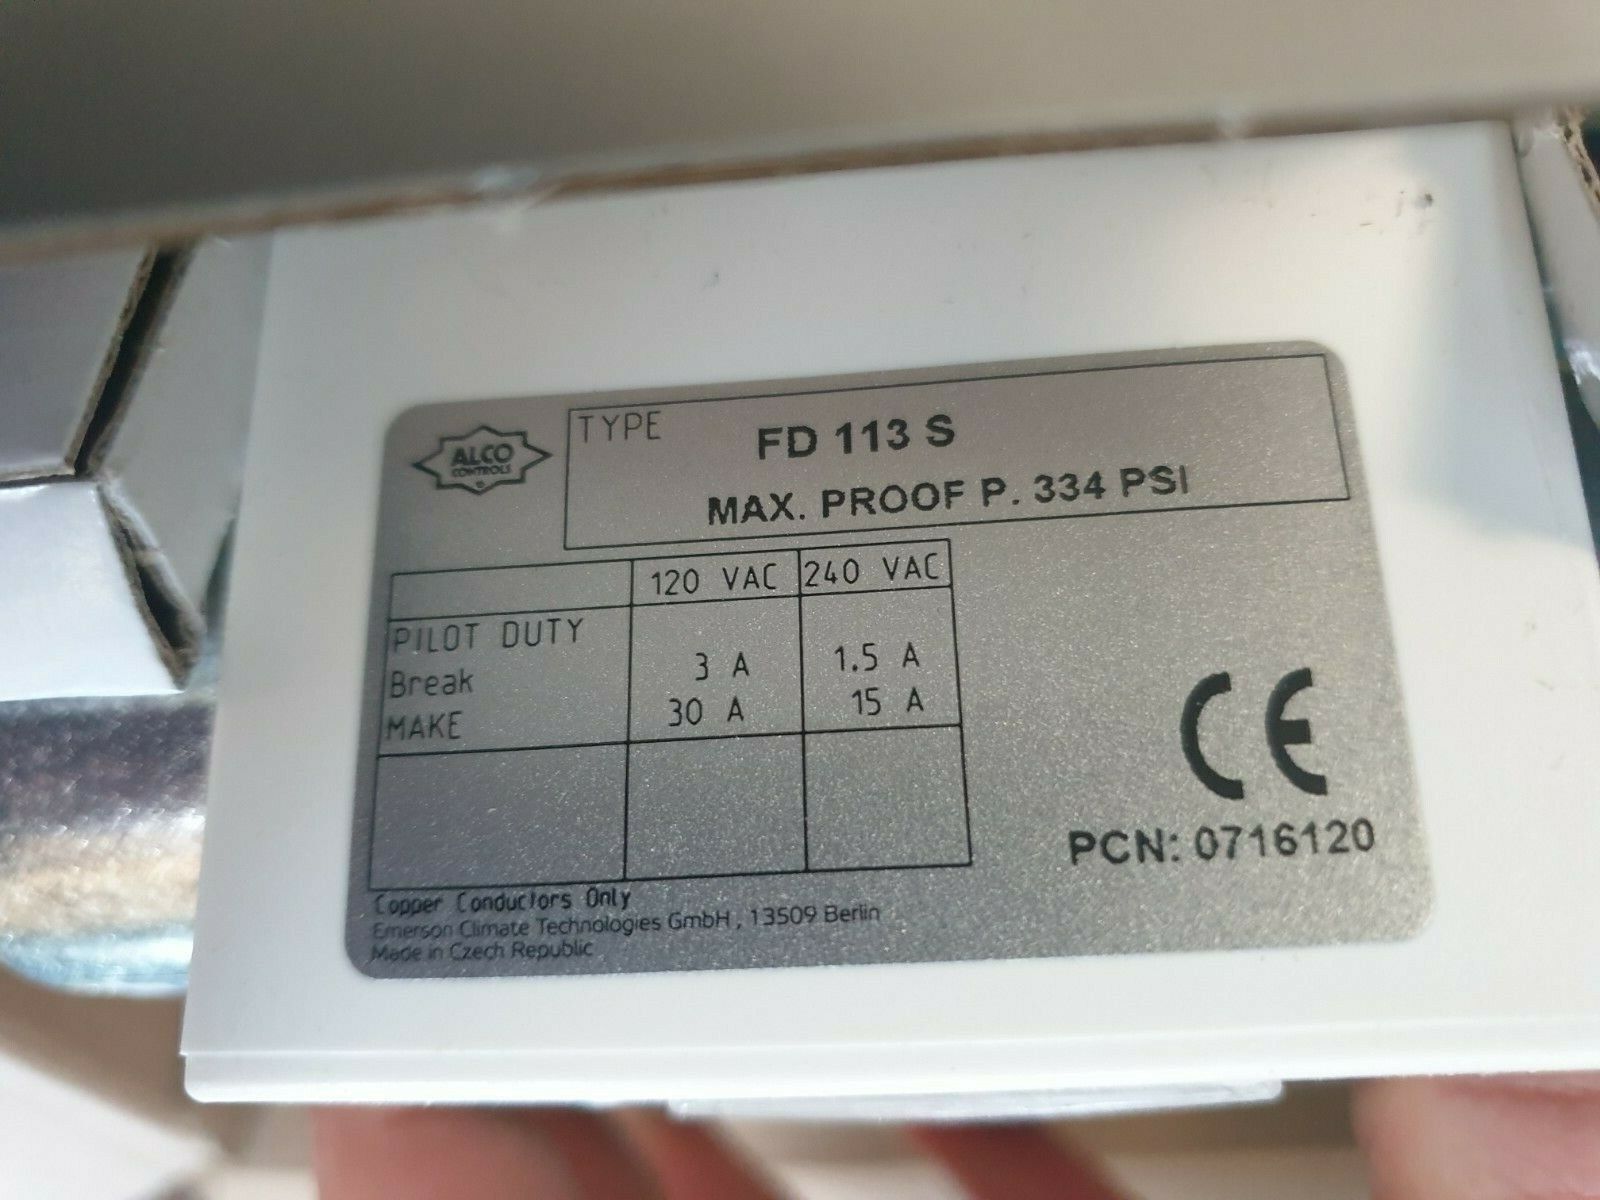 ALCO
CONTROLS
®
TYPE FD 113 S
MAX. PROOF P. 334 PSI
120 VAC 240 VAC
PILOT DUTY
Break 3 A 1.5 A
MAKE 30 A 15 A
CE
PCN: 0716120
Copper Conductors Only
Emerson Climate Technologies GmbH, 13509 Berlin
Made in Czech Republic